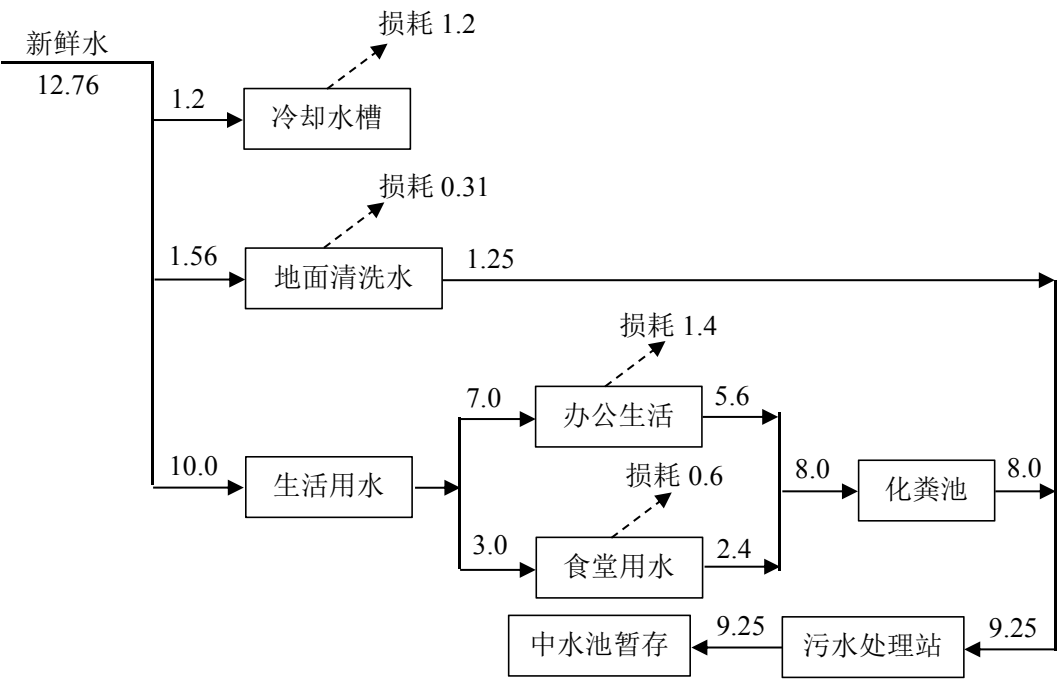 损耗 1.2
新鲜水
12.76
1.2
冷却水槽
损耗 0.31
1.56
地面清洗水
1.25
损耗 1.4
7.0
办公生活
5.6
10.0
生活用水
损耗 0.6
8.0
化粪池
8.0
3.0
食堂用水
2.4
中水池暂存
9.25
污水处理站
9.25